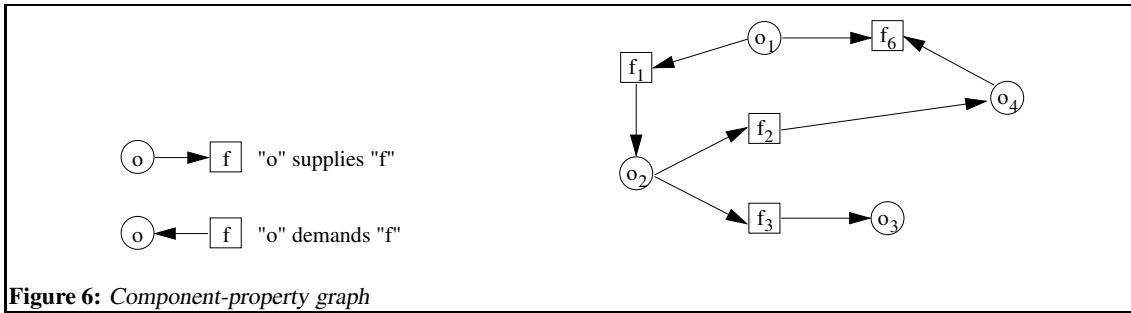 o1
f6
f1
o4
f2
o f "o" supplies "f"
o2
f3
o3
o f "o" demands "f"
Figure 6: Component-property graph